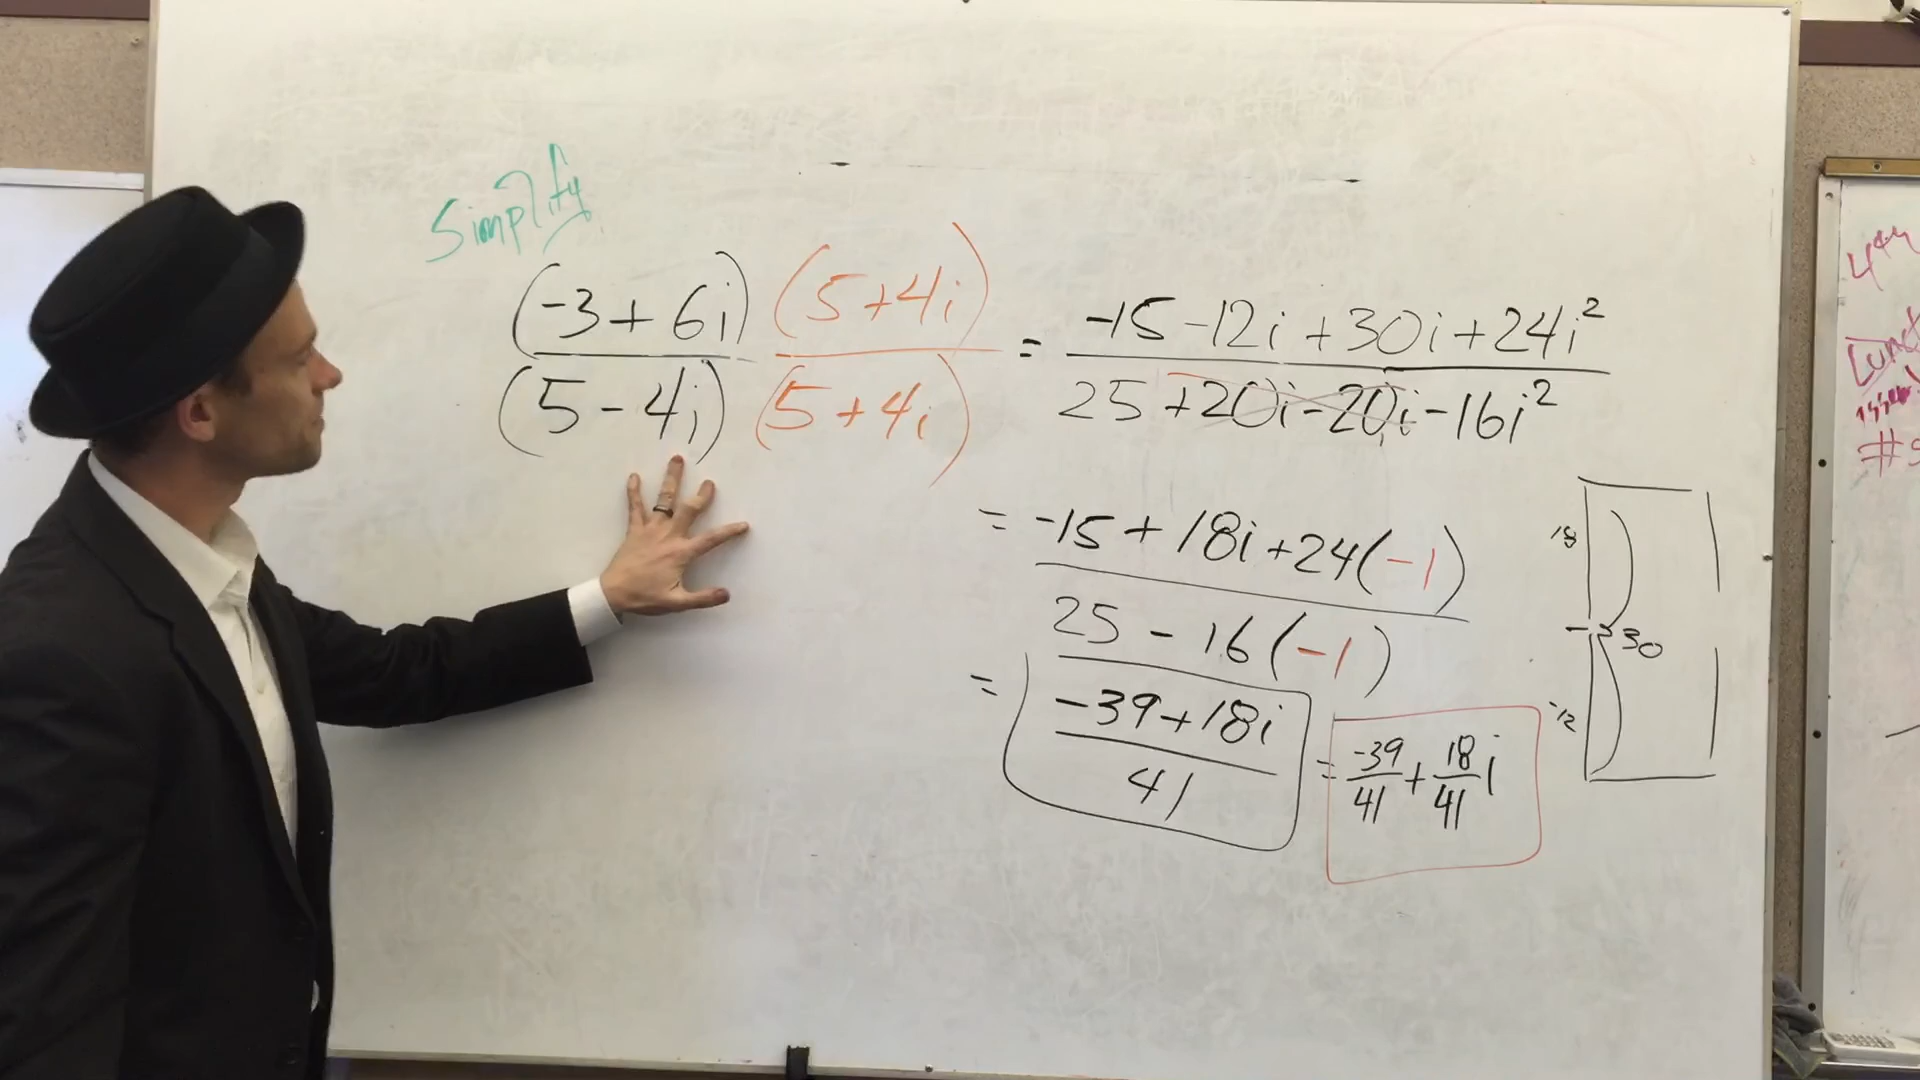 Simplify
(-3 + 6i) (5 + 4i) = -15 - 12i + 30i + 24i²
(5 - 4i) (5 + 4i) 25 + 20i - 20i - 16i²
= -15 + 18i + 24(-1)
25 - 16(-1)
= -39 + 18i
41
= -39/41 + 18/41 i
18
30
-12